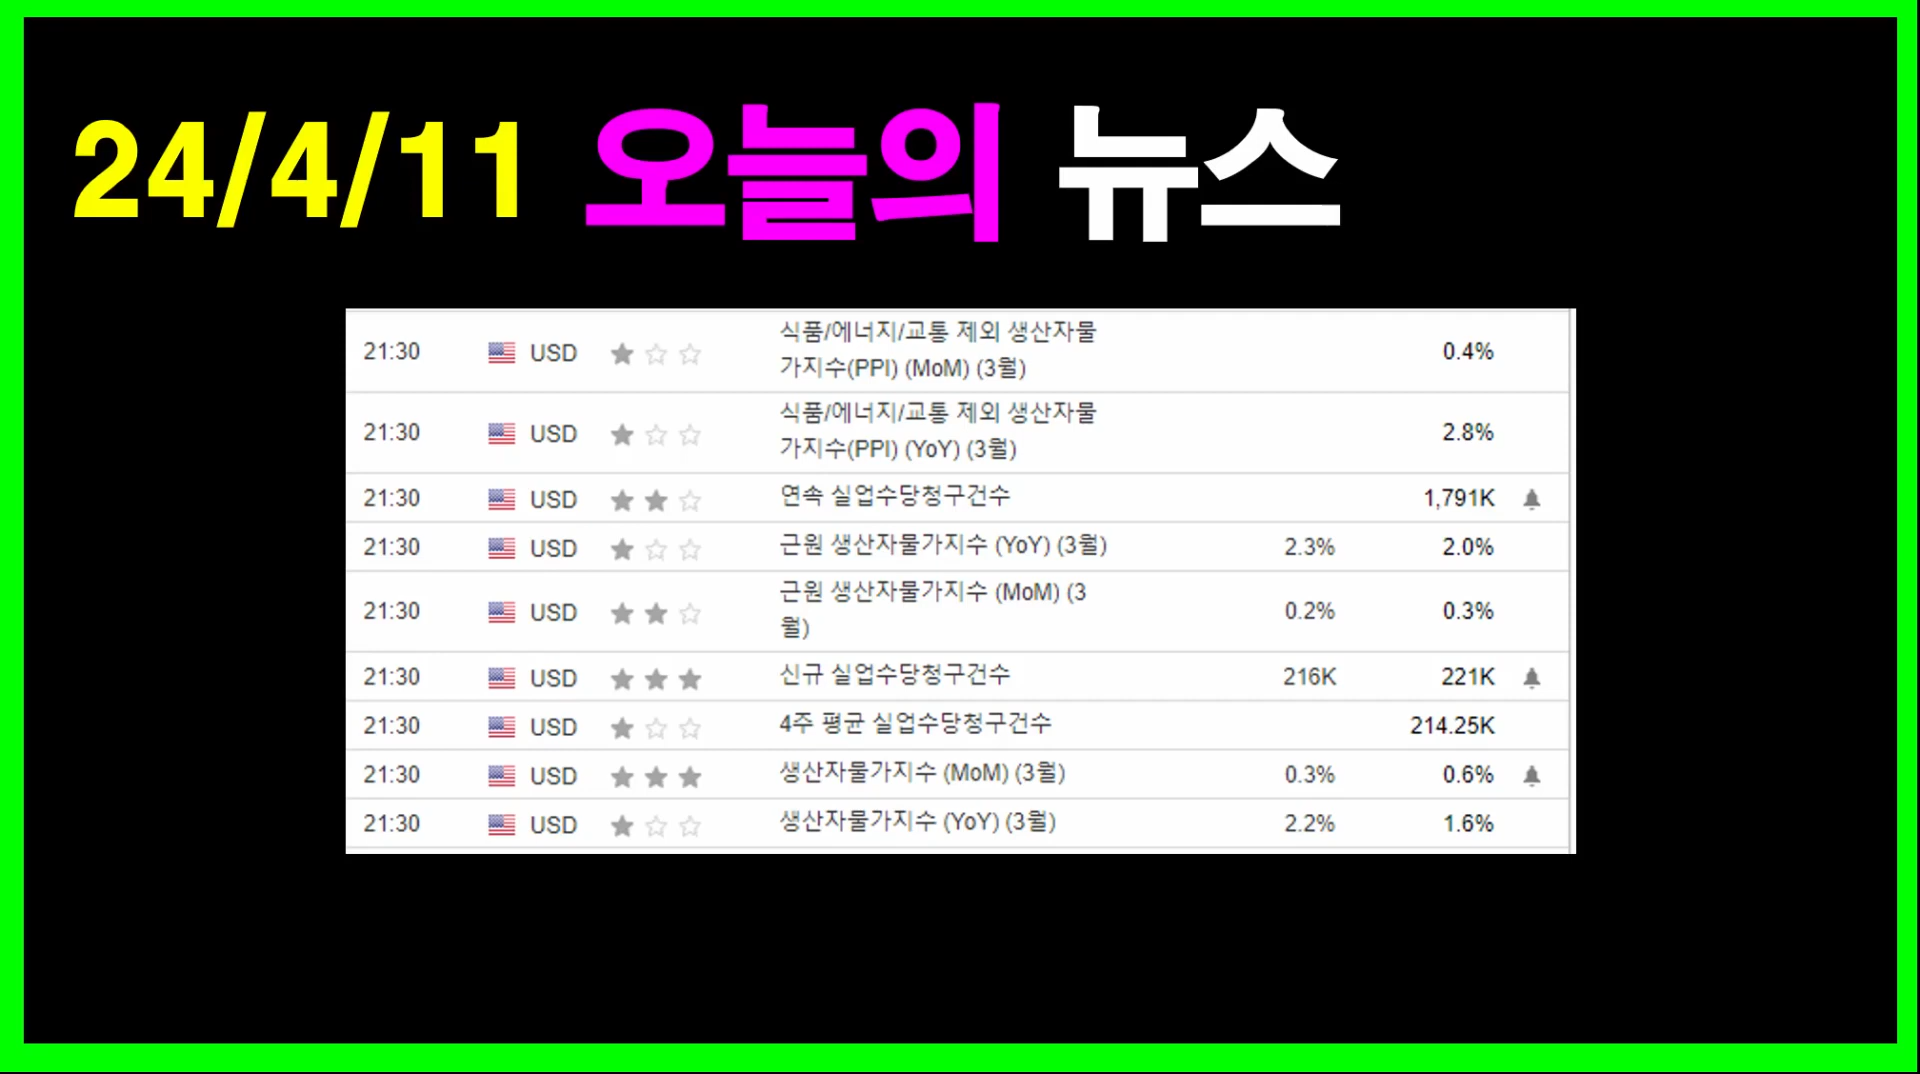 24/4/11 오늘의 뉴스
21:30 USD 식품/에너지/교통 제외 생산자물
가지수(PPI) (MoM) (3월) 0.4%
21:30 USD 식품/에너지/교통 제외 생산자물
가지수(PPI) (YoY) (3월) 2.8%
21:30 USD 연속 실업수당청구건수 1,791K
21:30 USD 근원 생산자물가지수 (YoY) (3월) 2.3% 2.0%
21:30 USD 근원 생산자물가지수 (MoM) (3
월) 0.2% 0.3%
21:30 USD 신규 실업수당청구건수 216K 221K
21:30 USD 4주 평균 실업수당청구건수 214.25K
21:30 USD 생산자물가지수 (MoM) (3월) 0.3% 0.6%
21:30 USD 생산자물가지수 (YoY) (3월) 2.2% 1.6%